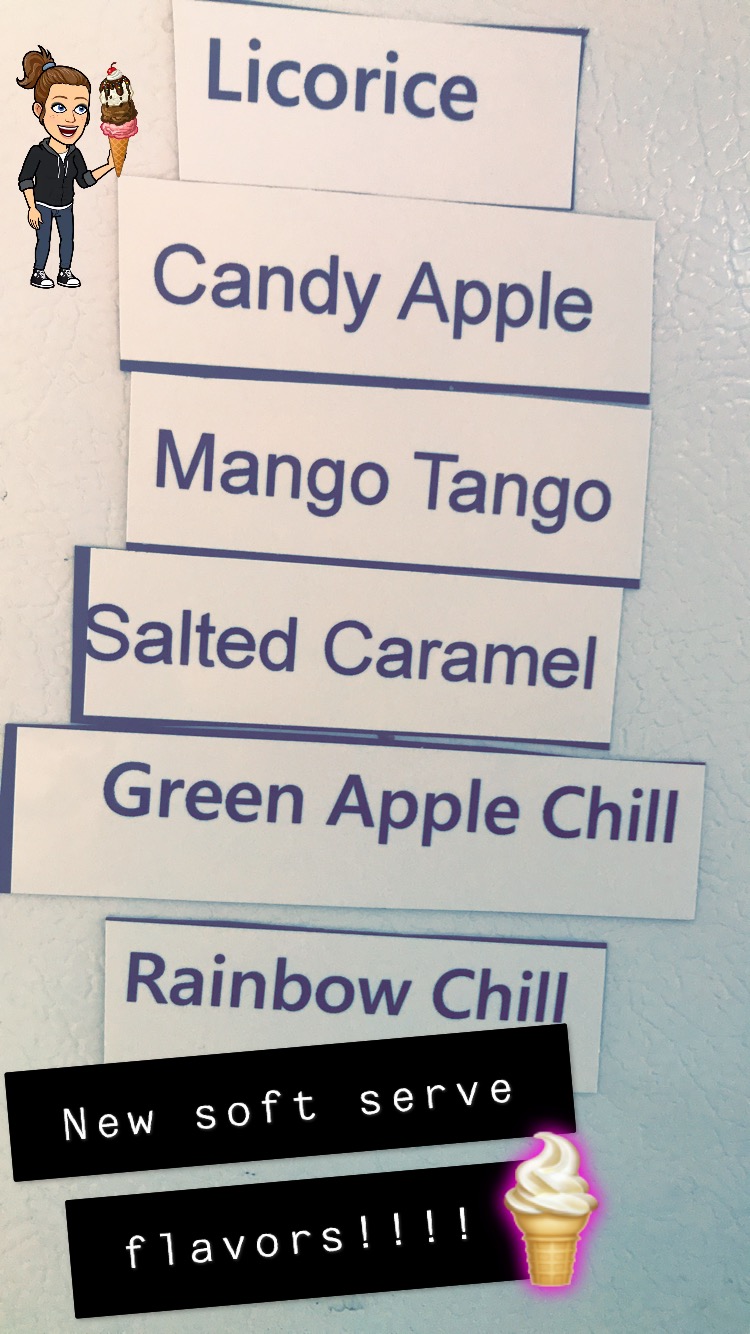 Licorice
Candy Apple
Mango Tango
Salted Caramel
Green Apple Chill
Rainbow Chill
New soft serve
flavors!!!!